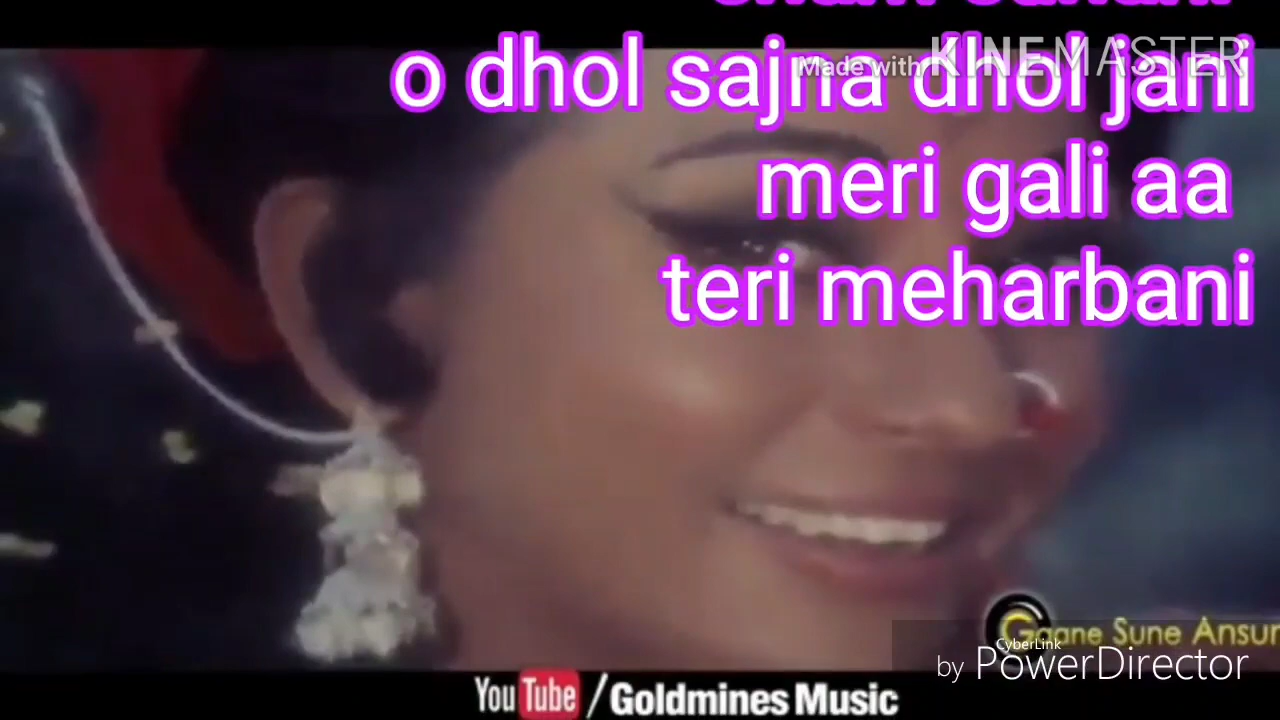 Made with KINEMASTER
o dhol sajna dhol jani
meri gali aa
teri meharbani
Gaane Sune Ansun
CyberLink
by PowerDirector
YouTube / Goldmines Music